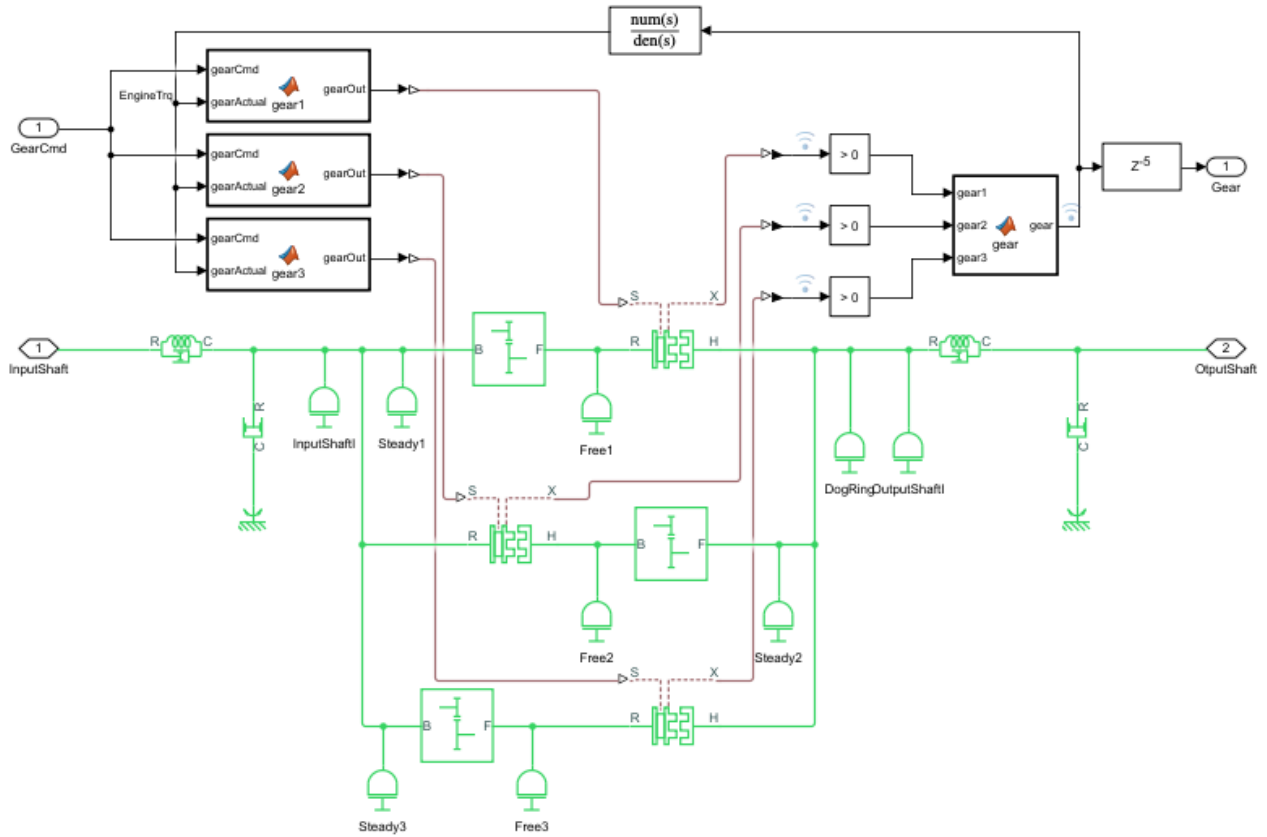 num(s)
den(s)
gearCmd
gearOut
EngineTrq
gearActual
gear1
1
GearCmd
gearCmd
gearOut
gearActual
gear2
gearCmd
gearOut
gearActual
gear3
> 0
> 0
> 0
gear1
gear2
gear
gear3
gear
Z-5
1
Gear
S
X
1
InputShaft
R
C
B
F
R
H
R
C
2
OtputShaft
R
C
InputShaftI
Steady1
Free1
R
C
DogRing
OutputShaftI
S
X
R
H
B
F
Free2
Steady2
S
X
B
F
R
H
Steady3
Free3